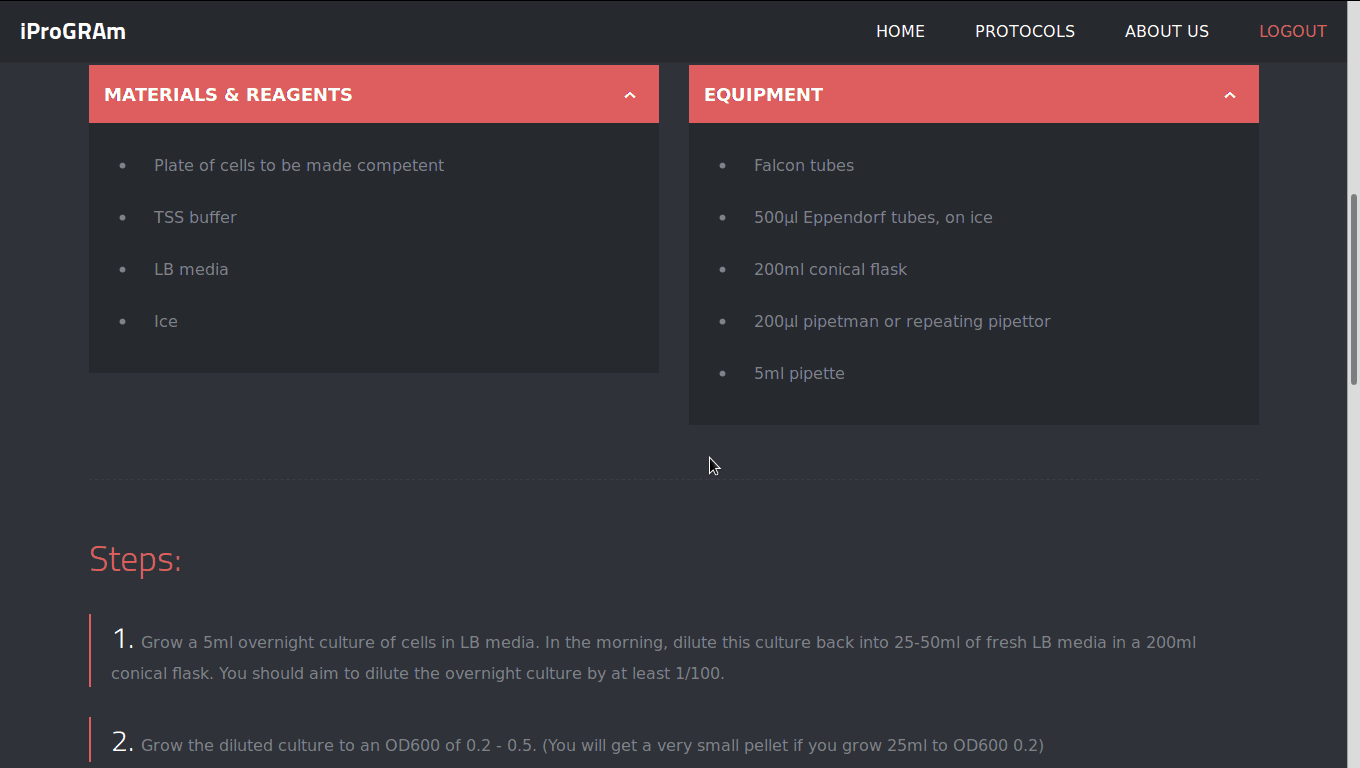 iProGRAm
HOME PROTOCOLS ABOUT US LOGOUT
MATERIALS & REAGENTS
• Plate of cells to be made competent
• TSS buffer
• LB media
• Ice
EQUIPMENT
• Falcon tubes
• 500µl Eppendorf tubes, on ice
• 200ml conical flask
• 200µl pipetman or repeating pipettor
• 5ml pipette
Steps:
1. Grow a 5ml overnight culture of cells in LB media. In the morning, dilute this culture back into 25-50ml of fresh LB media in a 200ml
conical flask. You should aim to dilute the overnight culture by at least 1/100.
2. Grow the diluted culture to an OD600 of 0.2 - 0.5. (You will get a very small pellet if you grow 25ml to OD600 0.2)